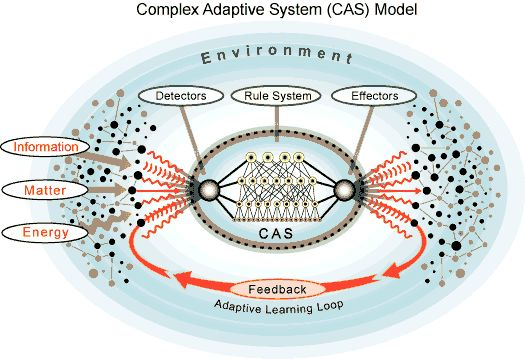 Complex Adaptive System (CAS) Model
Environment
Detectors
Rule System
Effectors
Information
Matter
Energy
CAS
Feedback
Adaptive Learning Loop